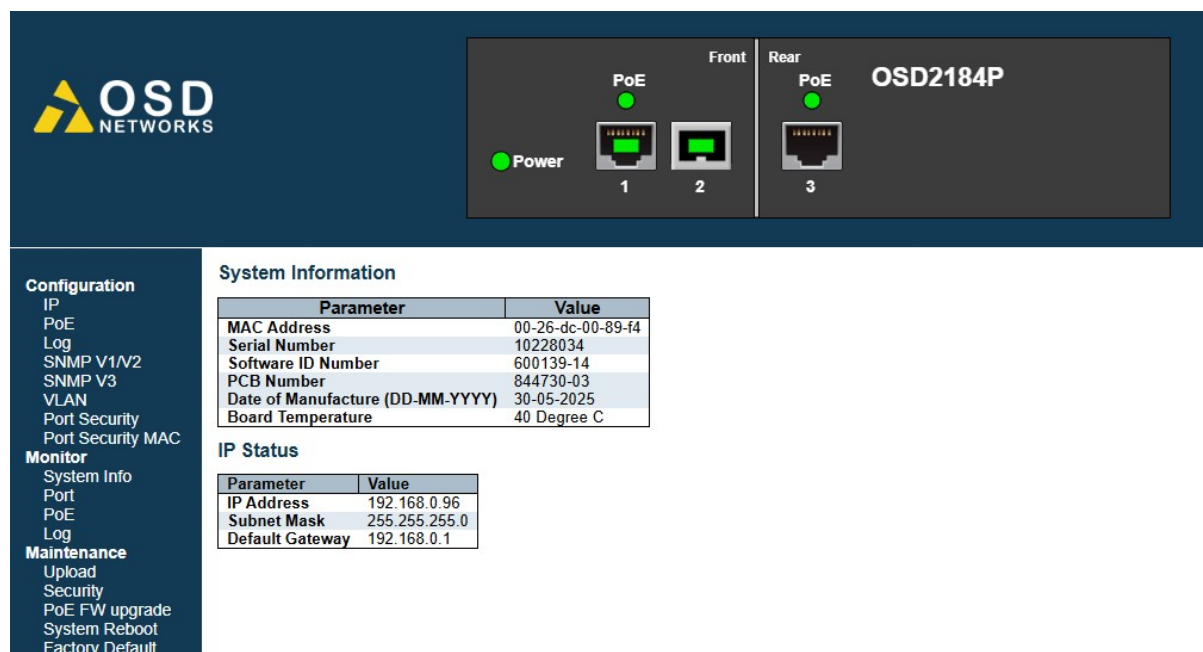 OSD
NETWORKS
Front
Rear
PoE
PoE
OSD2184P
Power
1
2
3
Configuration
IP
PoE
Log
SNMP V1/V2
SNMP V3
VLAN
Port Security
Port Security MAC
Monitor
System Info
Port
PoE
Log
Maintenance
Upload
Security
PoE FW upgrade
System Reboot
Factory Default
System Information
Parameter Value
MAC Address 00-26-dc-00-89-f4
Serial Number 10228034
Software ID Number 600139-14
PCB Number 844730-03
Date of Manufacture (DD-MM-YYYY) 30-05-2025
Board Temperature 40 Degree C
IP Status
Parameter Value
IP Address 192.168.0.96
Subnet Mask 255.255.255.0
Default Gateway 192.168.0.1